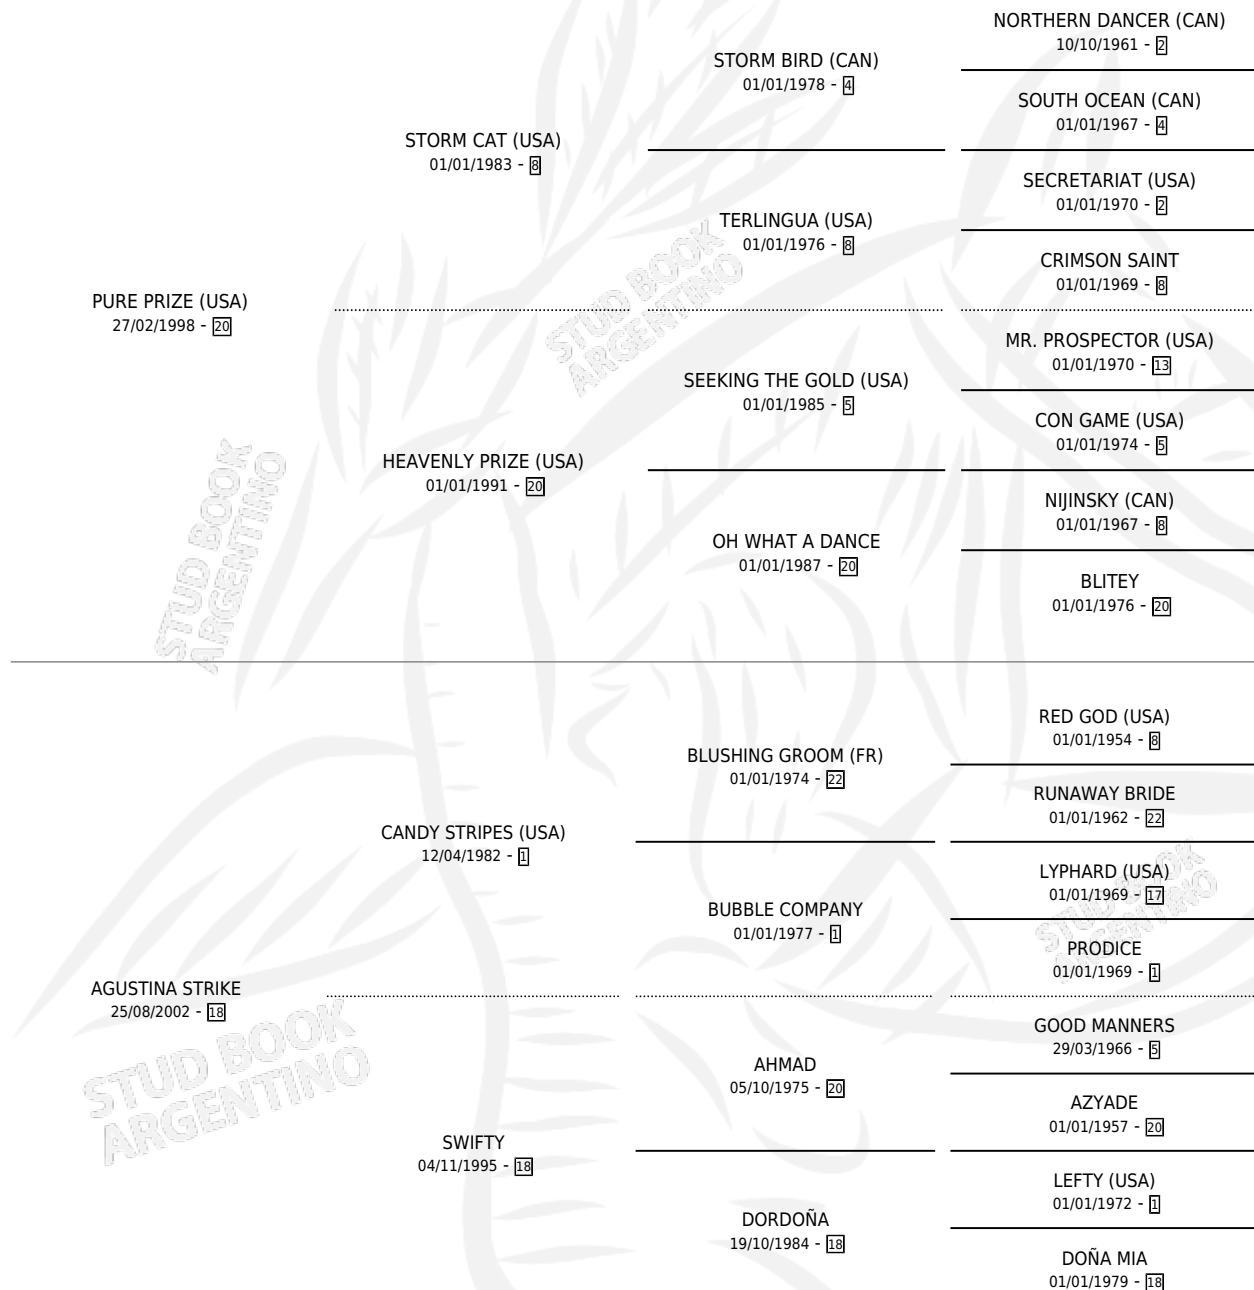 NORTHERN DANCER (CAN)
10/10/1961 - 2
STORM BIRD (CAN)
01/01/1978 - 4
SOUTH OCEAN (CAN)
01/01/1967 - 4
STORM CAT (USA)
01/01/1983 - 8
SECRETARIAT (USA)
01/01/1970 - 2
TERLINGUA (USA)
01/01/1976 - 8
CRIMSON SAINT
01/01/1969 - 8
PURE PRIZE (USA)
27/02/1998 - 20
MR. PROSPECTOR (USA)
01/01/1970 - 13
SEEKING THE GOLD (USA)
01/01/1985 - 5
CON GAME (USA)
01/01/1974 - 5
HEAVENLY PRIZE (USA)
01/01/1991 - 20
NIJINSKY (CAN)
01/01/1967 - 8
OH WHAT A DANCE
01/01/1987 - 20
BLITEY
01/01/1976 - 20
RED GOD (USA)
01/01/1954 - 8
BLUSHING GROOM (FR)
01/01/1974 - 22
RUNAWAY BRIDE
01/01/1962 - 22
CANDY STRIPES (USA)
12/04/1982 - 1
LYPHARD (USA)
01/01/1969 - 17
BUBBLE COMPANY
01/01/1977 - 1
PRODICE
01/01/1969 - 1
AGUSTINA STRIKE
25/08/2002 - 18
GOOD MANNERS
29/03/1966 - 5
AHMAD
05/10/1975 - 20
AZYADE
01/01/1957 - 20
SWIFTY
04/11/1995 - 18
LEFTY (USA)
01/01/1972 - 1
DORDOÑA
19/10/1984 - 18
DOÑA MIA
01/01/1979 - 18
STUD BOOK
ARGENTINO
STUD BOOK
ARGENTINO
STUD BOOK
ARGENTINO
STUD BOOK
ARGENTINO